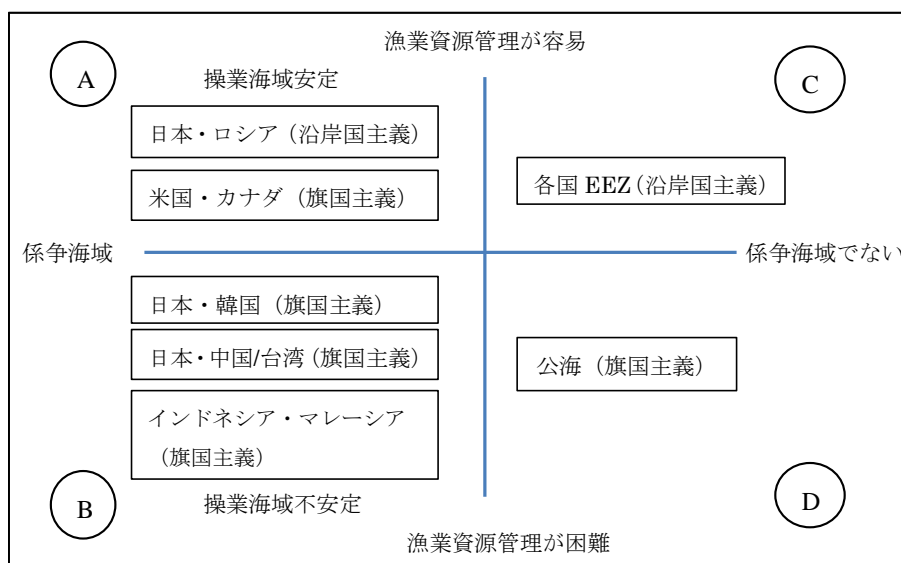 漁業資源管理が容易
A
操業海域安定
C
日本・ロシア（沿岸国主義）
米国・カナダ（旗国主義）
各国 EEZ（沿岸国主義）
係争海域
係争海域でない
日本・韓国（旗国主義）
日本・中国/台湾（旗国主義）
公海（旗国主義）
インドネシア・マレーシア
（旗国主義）
B
操業海域不安定
D
漁業資源管理が困難